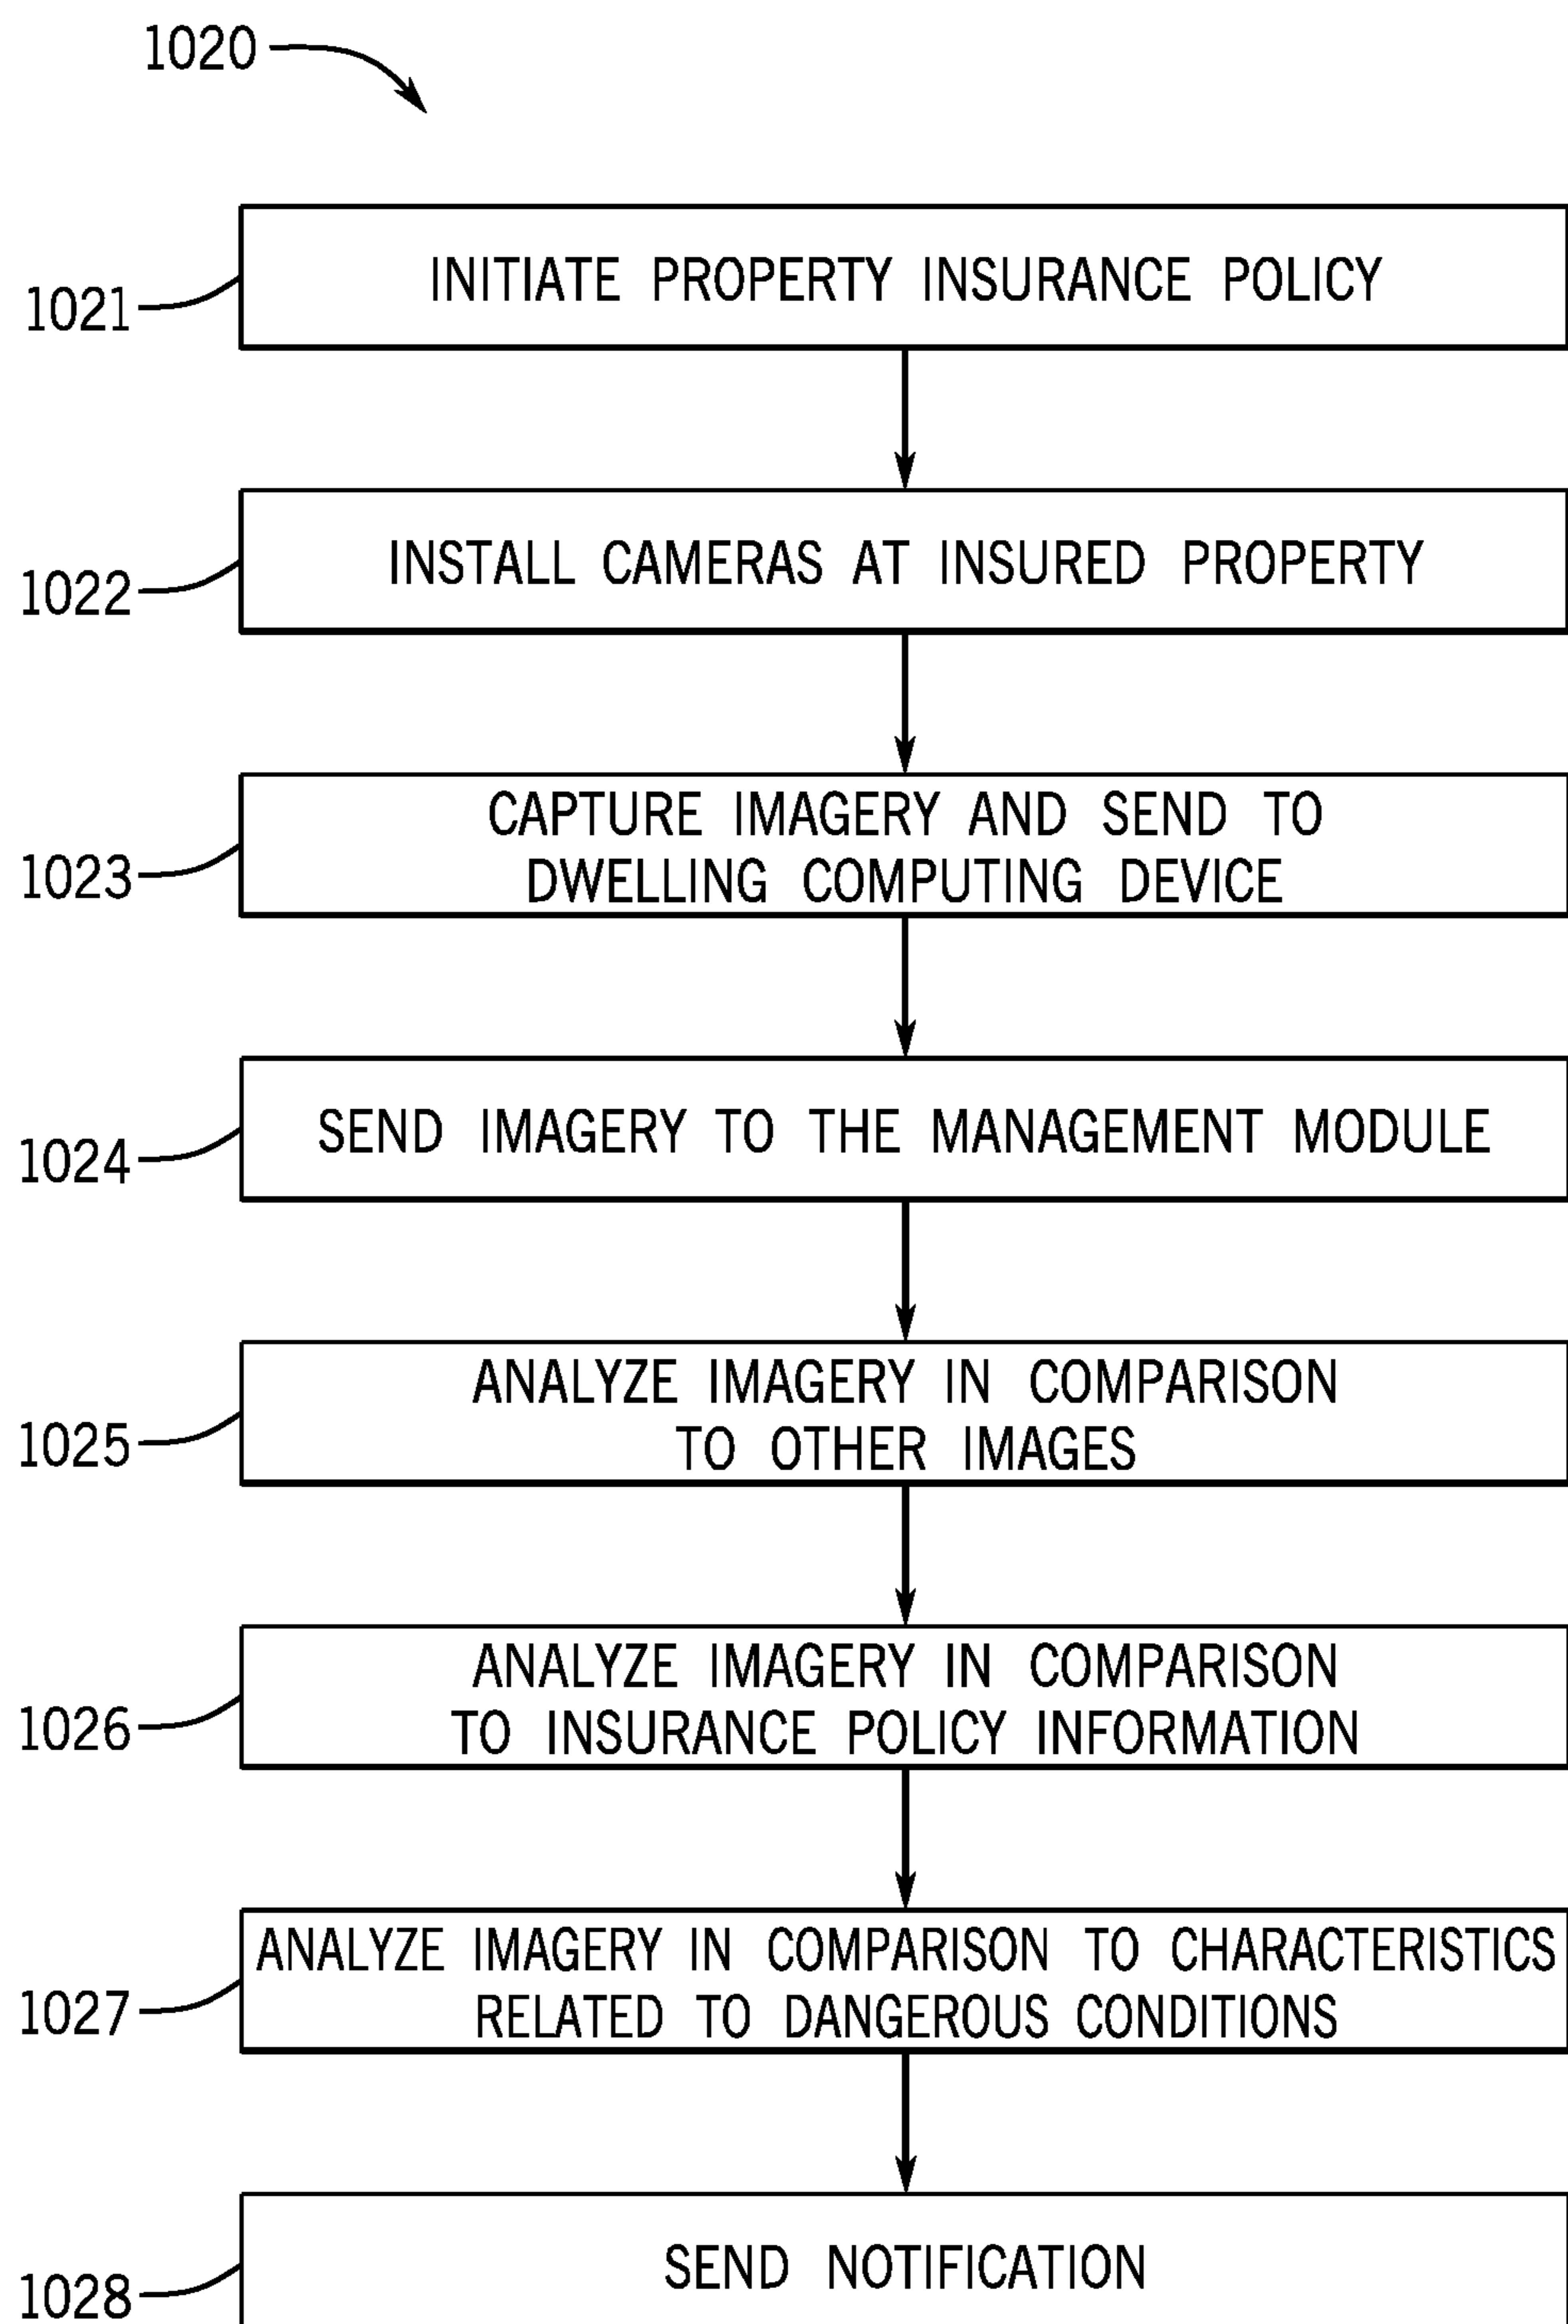 1020
INITIATE PROPERTY INSURANCE POLICY
1021
INSTALL CAMERAS AT INSURED PROPERTY
1022
CAPTURE IMAGERY AND SEND TO
DWELLING COMPUTING DEVICE
1023
SEND IMAGERY TO THE MANAGEMENT MODULE
1024
ANALYZE IMAGERY IN COMPARISON
TO OTHER IMAGES
1025
ANALYZE IMAGERY IN COMPARISON
TO INSURANCE POLICY INFORMATION
1026
ANALYZE IMAGERY IN COMPARISON TO CHARACTERISTICS
RELATED TO DANGEROUS CONDITIONS
1027
SEND NOTIFICATION
1028